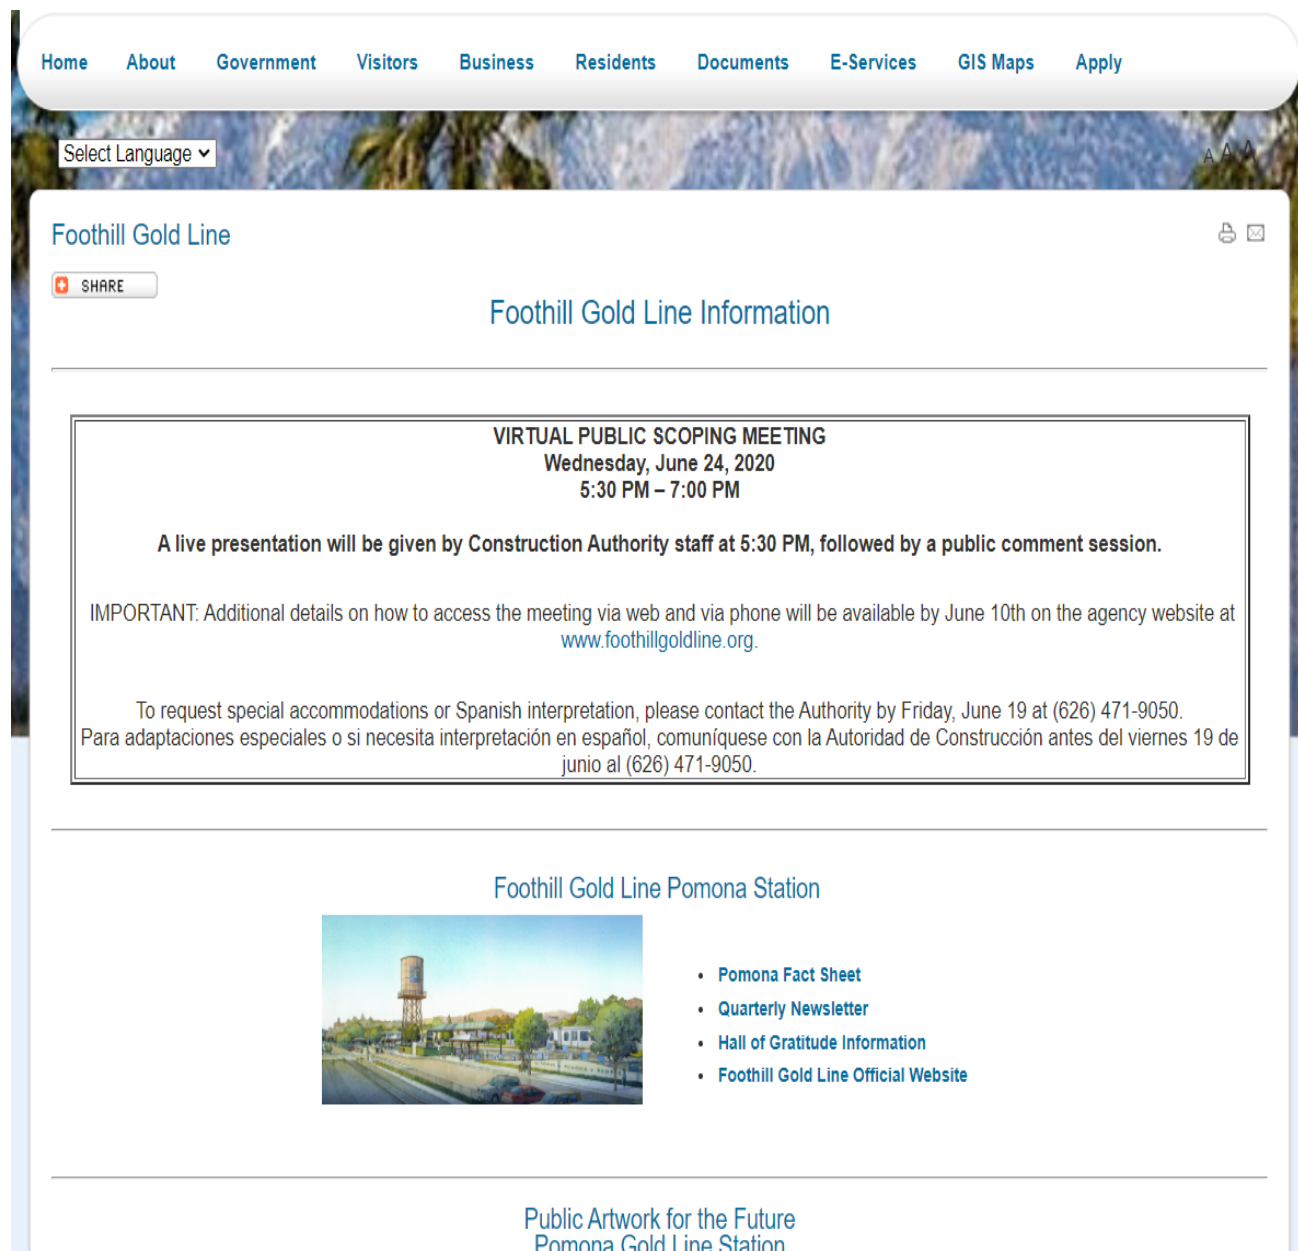 Home About Government Visitors Business Residents Documents E-Services GIS Maps Apply
Select Language
A A A
Foothill Gold Line
SHARE
Foothill Gold Line Information
VIRTUAL PUBLIC SCOPING MEETING
Wednesday, June 24, 2020
5:30 PM – 7:00 PM
A live presentation will be given by Construction Authority staff at 5:30 PM, followed by a public comment session.
IMPORTANT: Additional details on how to access the meeting via web and via phone will be available by June 10th on the agency website at
www.foothillgoldline.org.
To request special accommodations or Spanish interpretation, please contact the Authority by Friday, June 19 at (626) 471-9050.
Para adaptaciones especiales o si necesita interpretación en español, comuníquese con la Autoridad de Construcción antes del viernes 19 de
junio al (626) 471-9050.
Foothill Gold Line Pomona Station
• Pomona Fact Sheet
• Quarterly Newsletter
• Hall of Gratitude Information
• Foothill Gold Line Official Website
Public Artwork for the Future
Pomona Gold Line Station